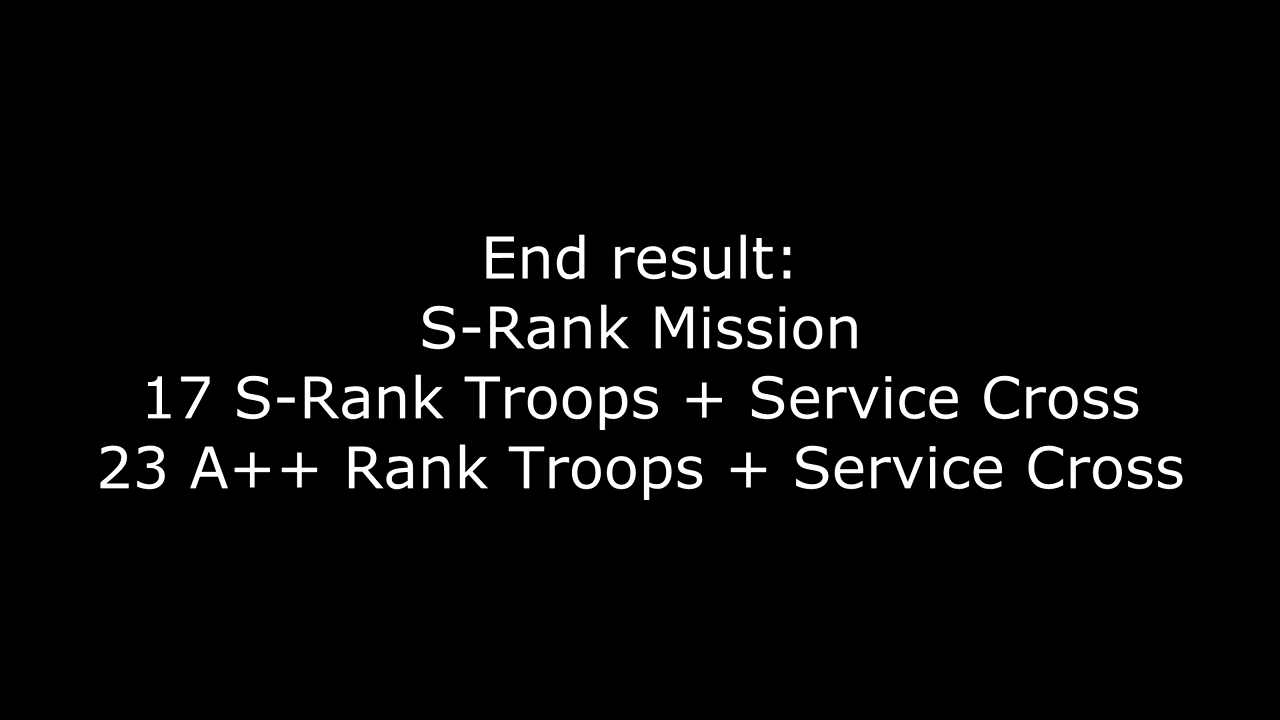 End result:
S-Rank Mission
17 S-Rank Troops + Service Cross
23 A++ Rank Troops + Service Cross